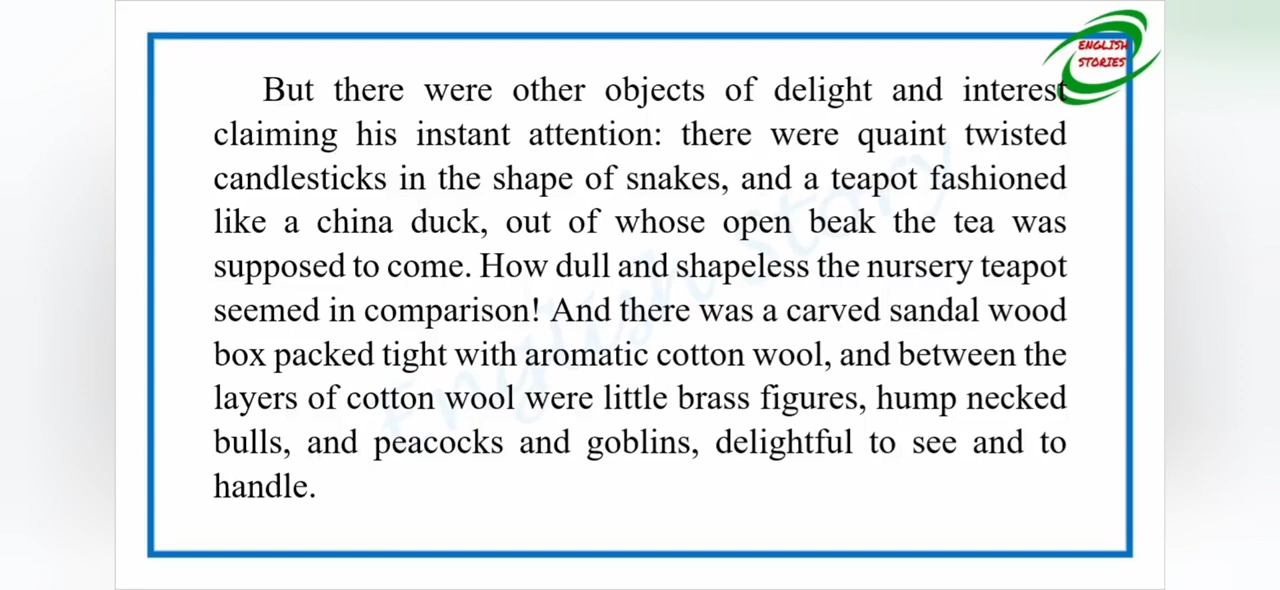 ENGLISH
STORIES
But there were other objects of delight and interest
claiming his instant attention: there were quaint twisted
candlesticks in the shape of snakes, and a teapot fashioned
like a china duck, out of whose open beak the tea was
supposed to come. How dull and shapeless the nursery teapot
seemed in comparison! And there was a carved sandal wood
box packed tight with aromatic cotton wool, and between the
layers of cotton wool were little brass figures, hump necked
bulls, and peacocks and goblins, delightful to see and to
handle.
English Story